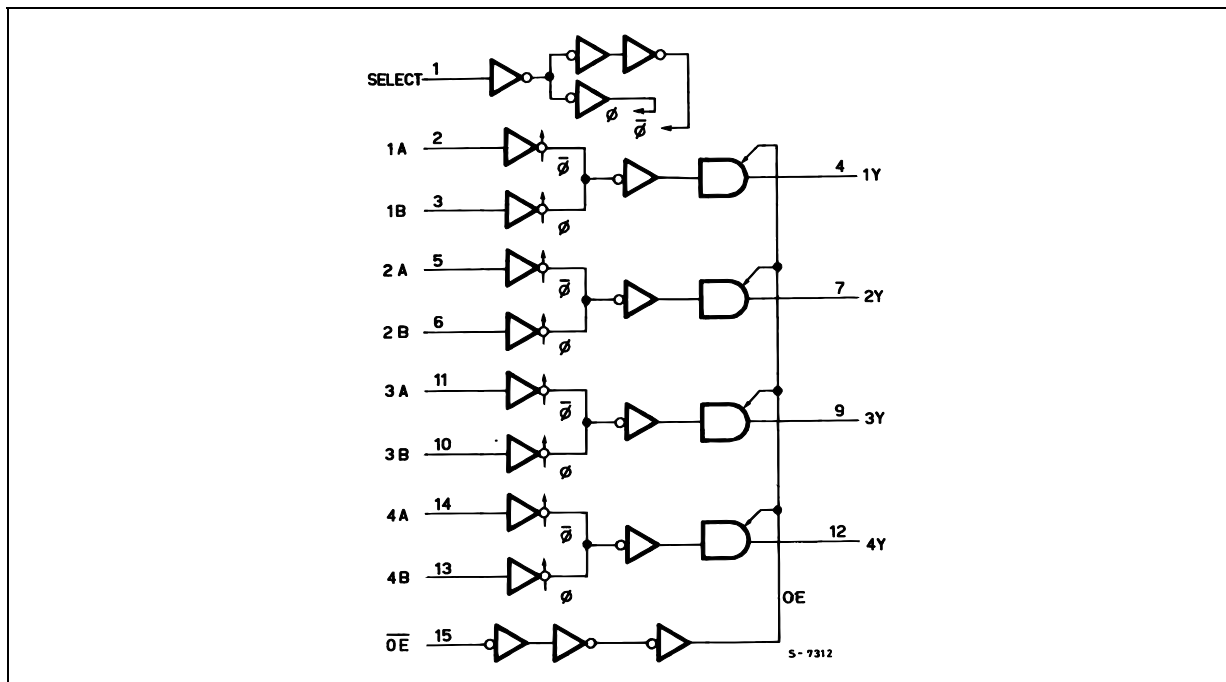 SELECT 1
ø
ø̅
1A 2
ø̅
4 1Y
1B 3
ø
2A 5
ø̅
7 2Y
2B 6
ø
3A 11
ø̅
9 3Y
3B 10
ø
4A 14
ø̅
12 4Y
4B 13
ø
OE
O̅E̅ 15
S-7312